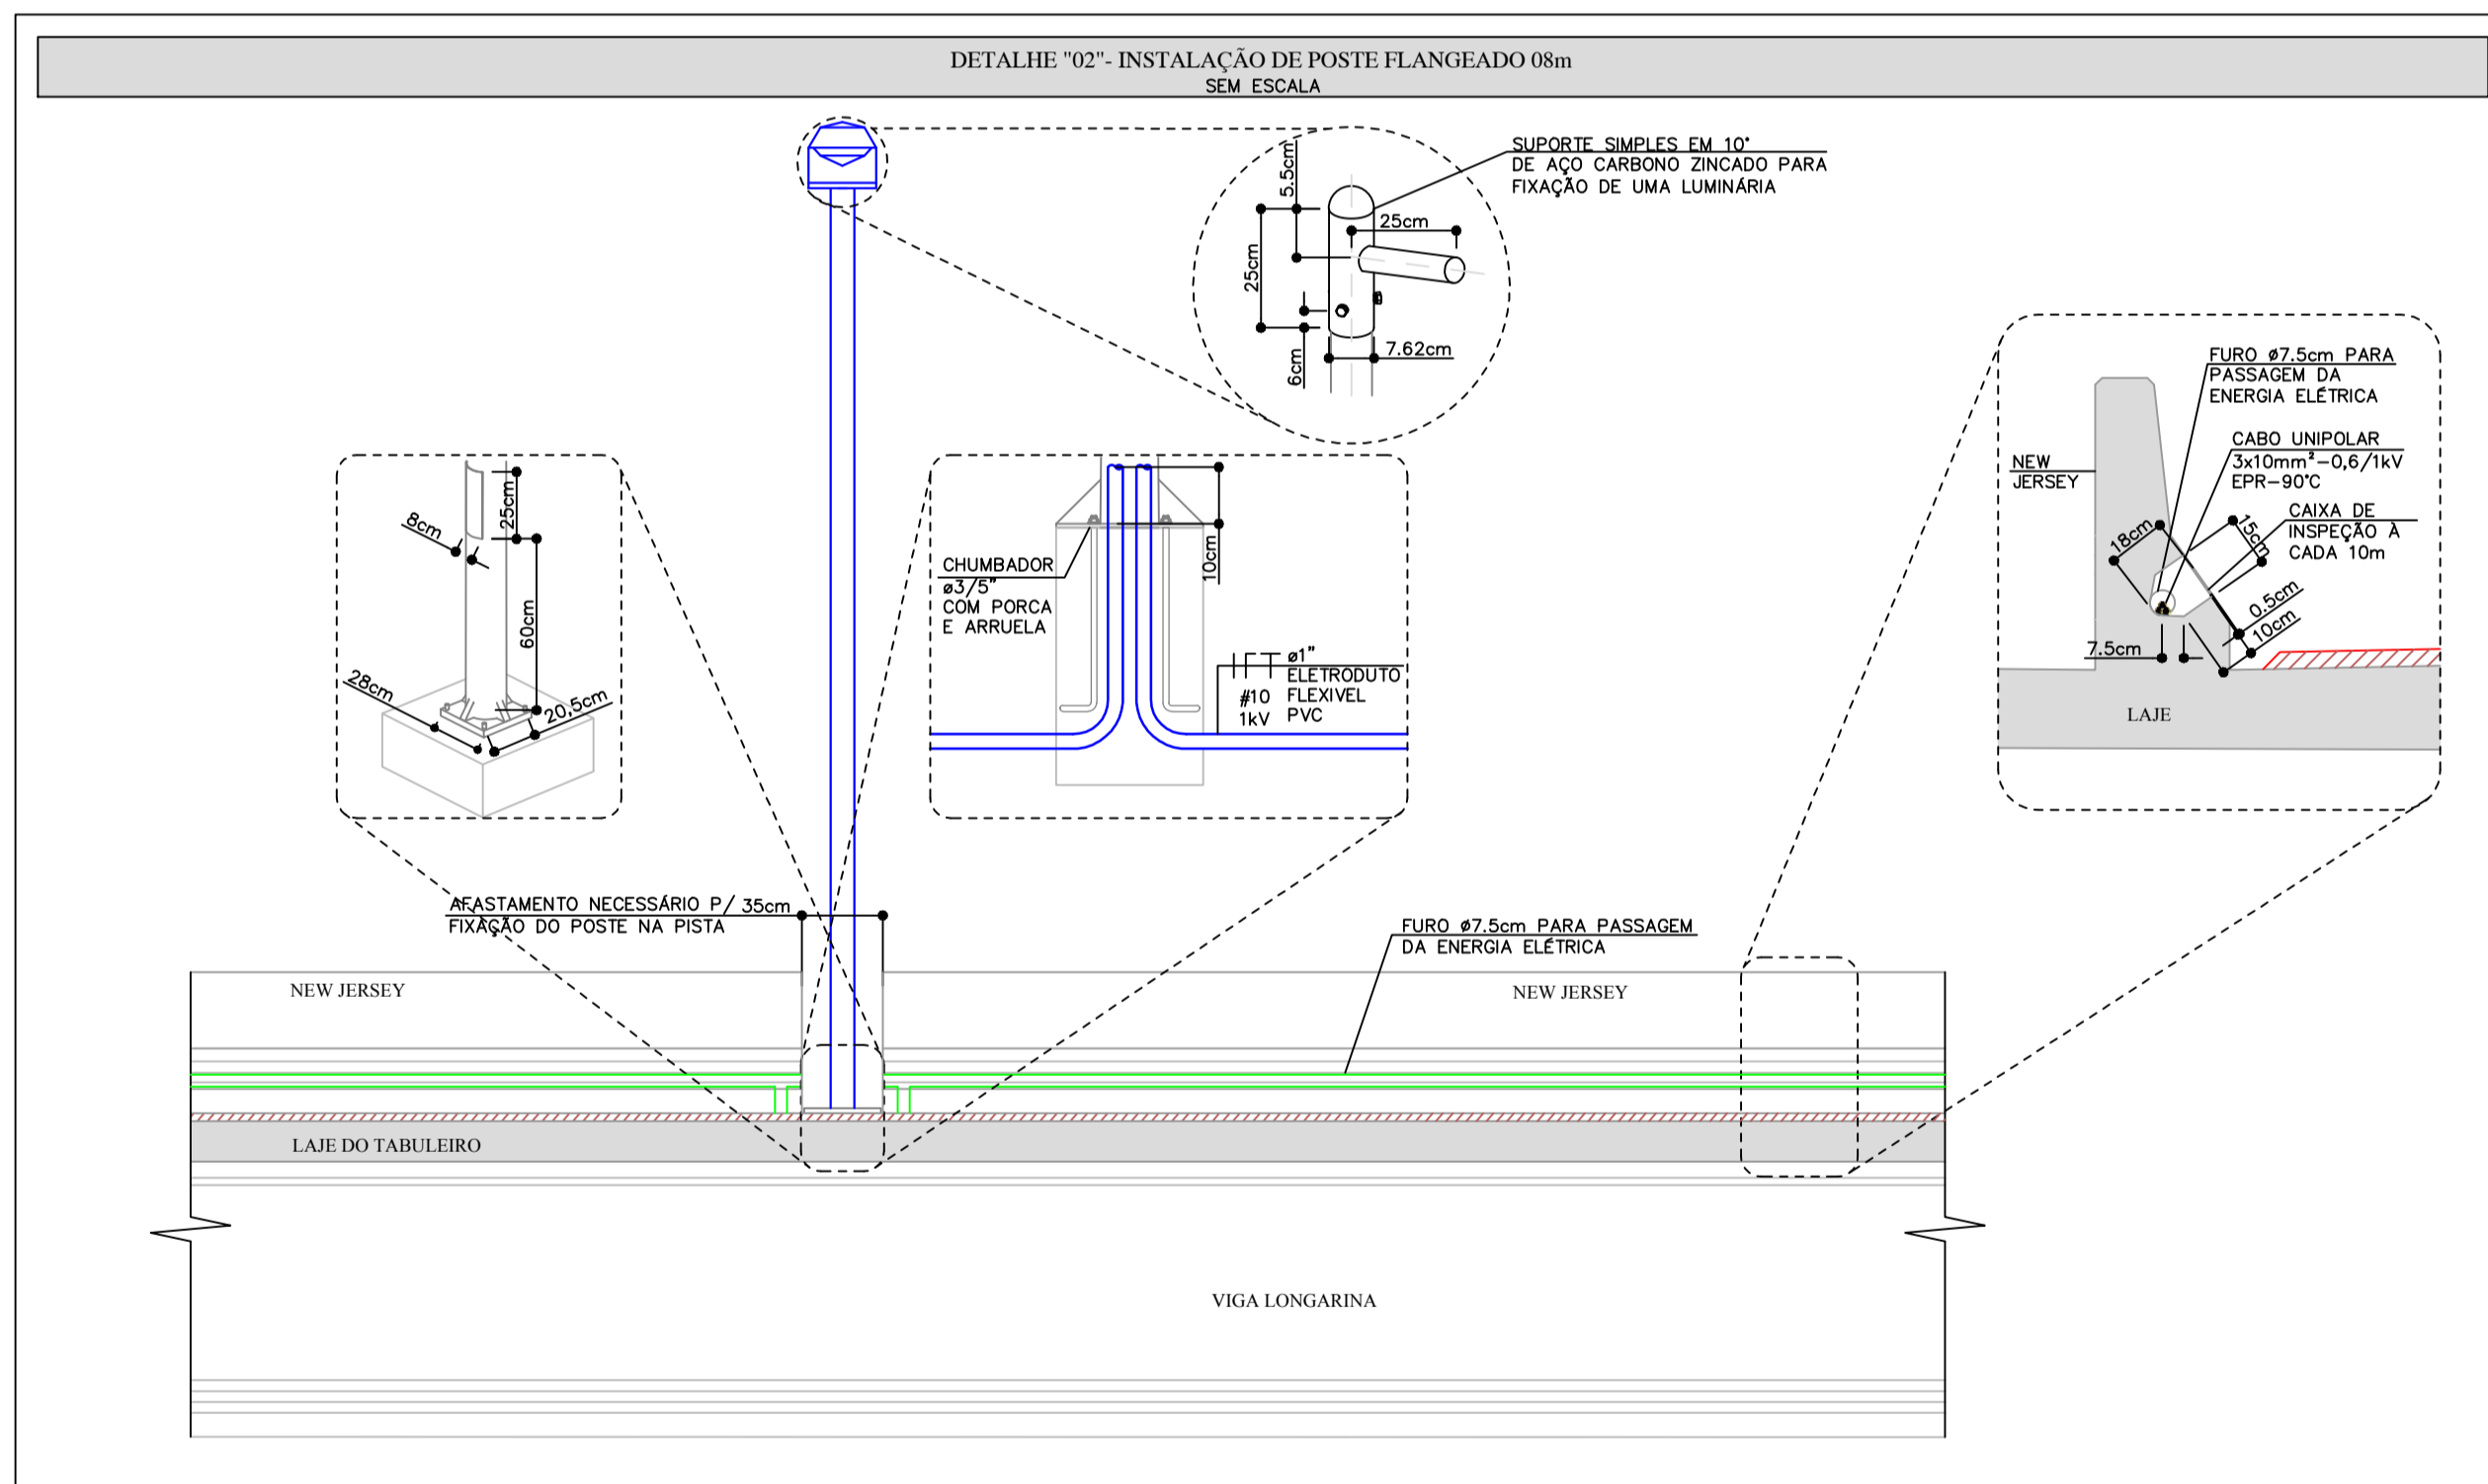 DETALHE "02"- INSTALAÇÃO DE POSTE FLANGEADO 08m
SEM ESCALA
SUPORTE SIMPLES EM 10°
DE AÇO CARBONO ZINCADO PARA
FIXAÇÃO DE UMA LUMINÁRIA
5.5cm
25cm
25cm
6cm
7.62cm
FURO ø7.5cm PARA
PASSAGEM DA
ENERGIA ELÉTRICA
CABO UNIPOLAR
3x10mm²-0,6/1kV
EPR-90°C
NEW
JERSEY
CAIXA DE
INSPEÇÃO À
CADA 10m
18cm
15cm
0.5cm
10cm
7.5cm
LAJE
25cm
8cm
60cm
28cm
20,5cm
CHUMBADOR
ø3/5"
COM PORCA
E ARRUELA
10cm
ø1"
ELETRODUTO
#10 FLEXIVEL
1kV PVC
AFASTAMENTO NECESSÁRIO P/ 35cm
FIXAÇÃO DO POSTE NA PISTA
FURO ø7.5cm PARA PASSAGEM
DA ENERGIA ELÉTRICA
NEW JERSEY
NEW JERSEY
LAJE DO TABULEIRO
VIGA LONGARINA